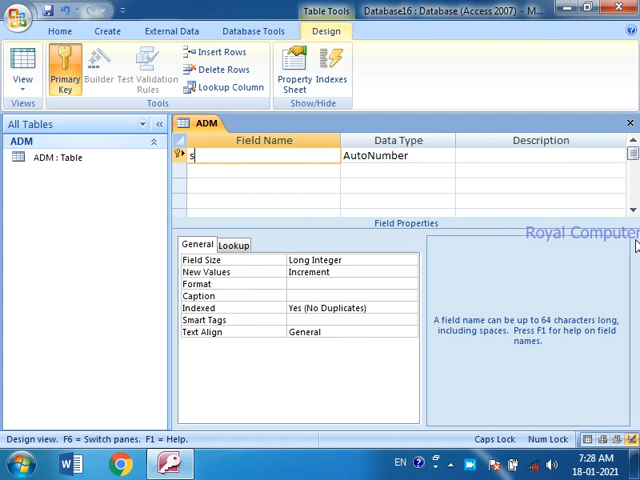 Table Tools
Database16 : Database (Access 2007) - M...
Home
Create
External Data
Database Tools
Design
View
Views
Primary Key
Builder
Test Validation Rules
Insert Rows
Delete Rows
Lookup Column
Tools
Property Sheet
Indexes
Show/Hide
All Tables
ADM
ADM : Table
ADM
Field Name
Data Type
Description
s
AutoNumber
Field Properties
General
Lookup
Field Size
Long Integer
New Values
Increment
Format
Caption
Indexed
Yes (No Duplicates)
Smart Tags
Text Align
General
Royal Computer
A field name can be up to 64 characters long,
including spaces. Press F1 for help on field
names.
Design view. F6 = Switch panes. F1 = Help.
Caps Lock
Num Lock
EN
7:28 AM
18-01-2021